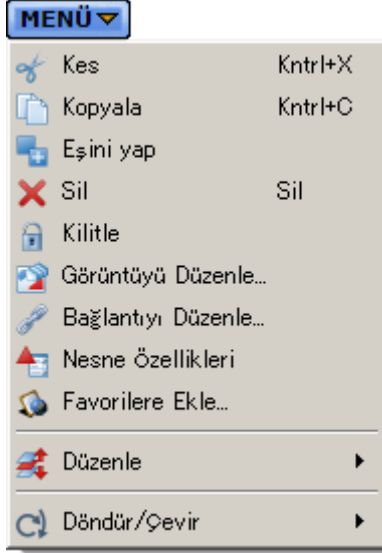 MENÜ
Kes Kntrl+X
Kopyala Kntrl+C
Eşini yap
Sil Sil
Kilitle
Görüntüyü Düzenle...
Bağlantıyı Düzenle...
Nesne Özellikleri
Favorilere Ekle...
Düzenle
Döndür/Çevir